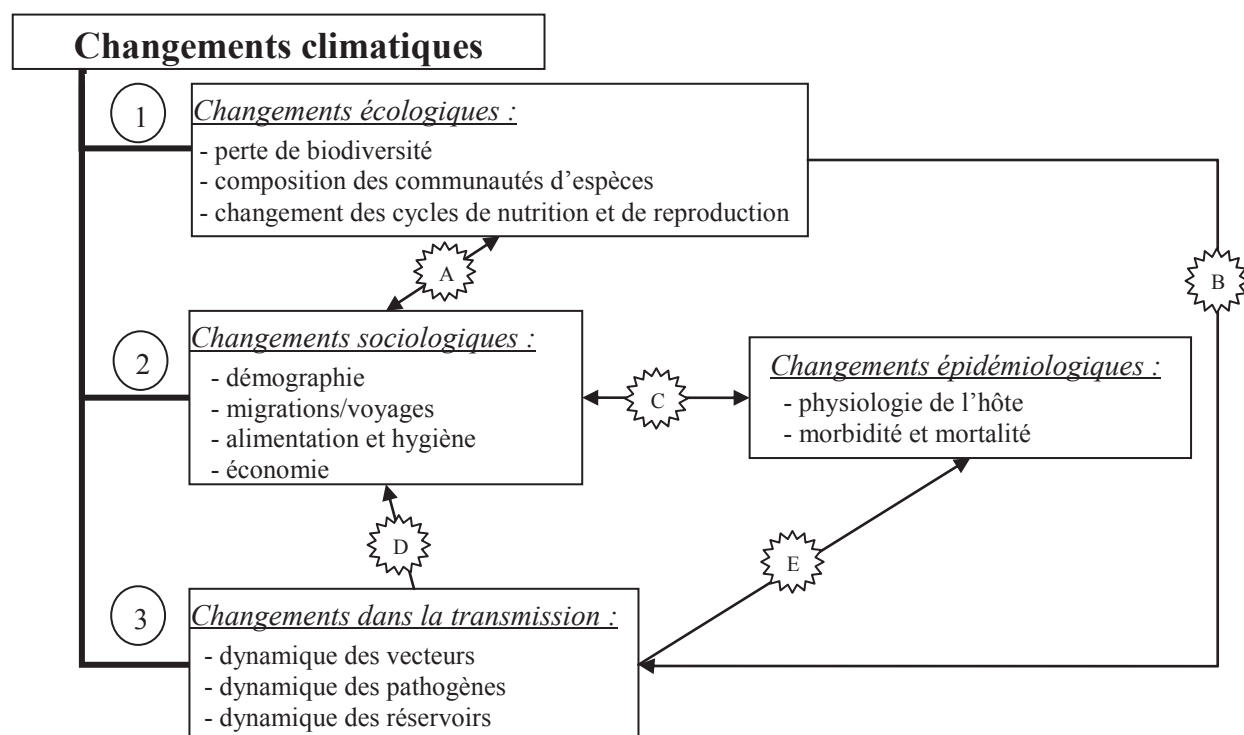 Changements climatiques
1
Changements écologiques :
- perte de biodiversité
- composition des communautés d'espèces
- changement des cycles de nutrition et de reproduction
A
B
2
Changements sociologiques :
- démographie
- migrations/voyages
- alimentation et hygiène
- économie
C
Changements épidémiologiques :
- physiologie de l'hôte
- morbidité et mortalité
D
E
3
Changements dans la transmission :
- dynamique des vecteurs
- dynamique des pathogènes
- dynamique des réservoirs